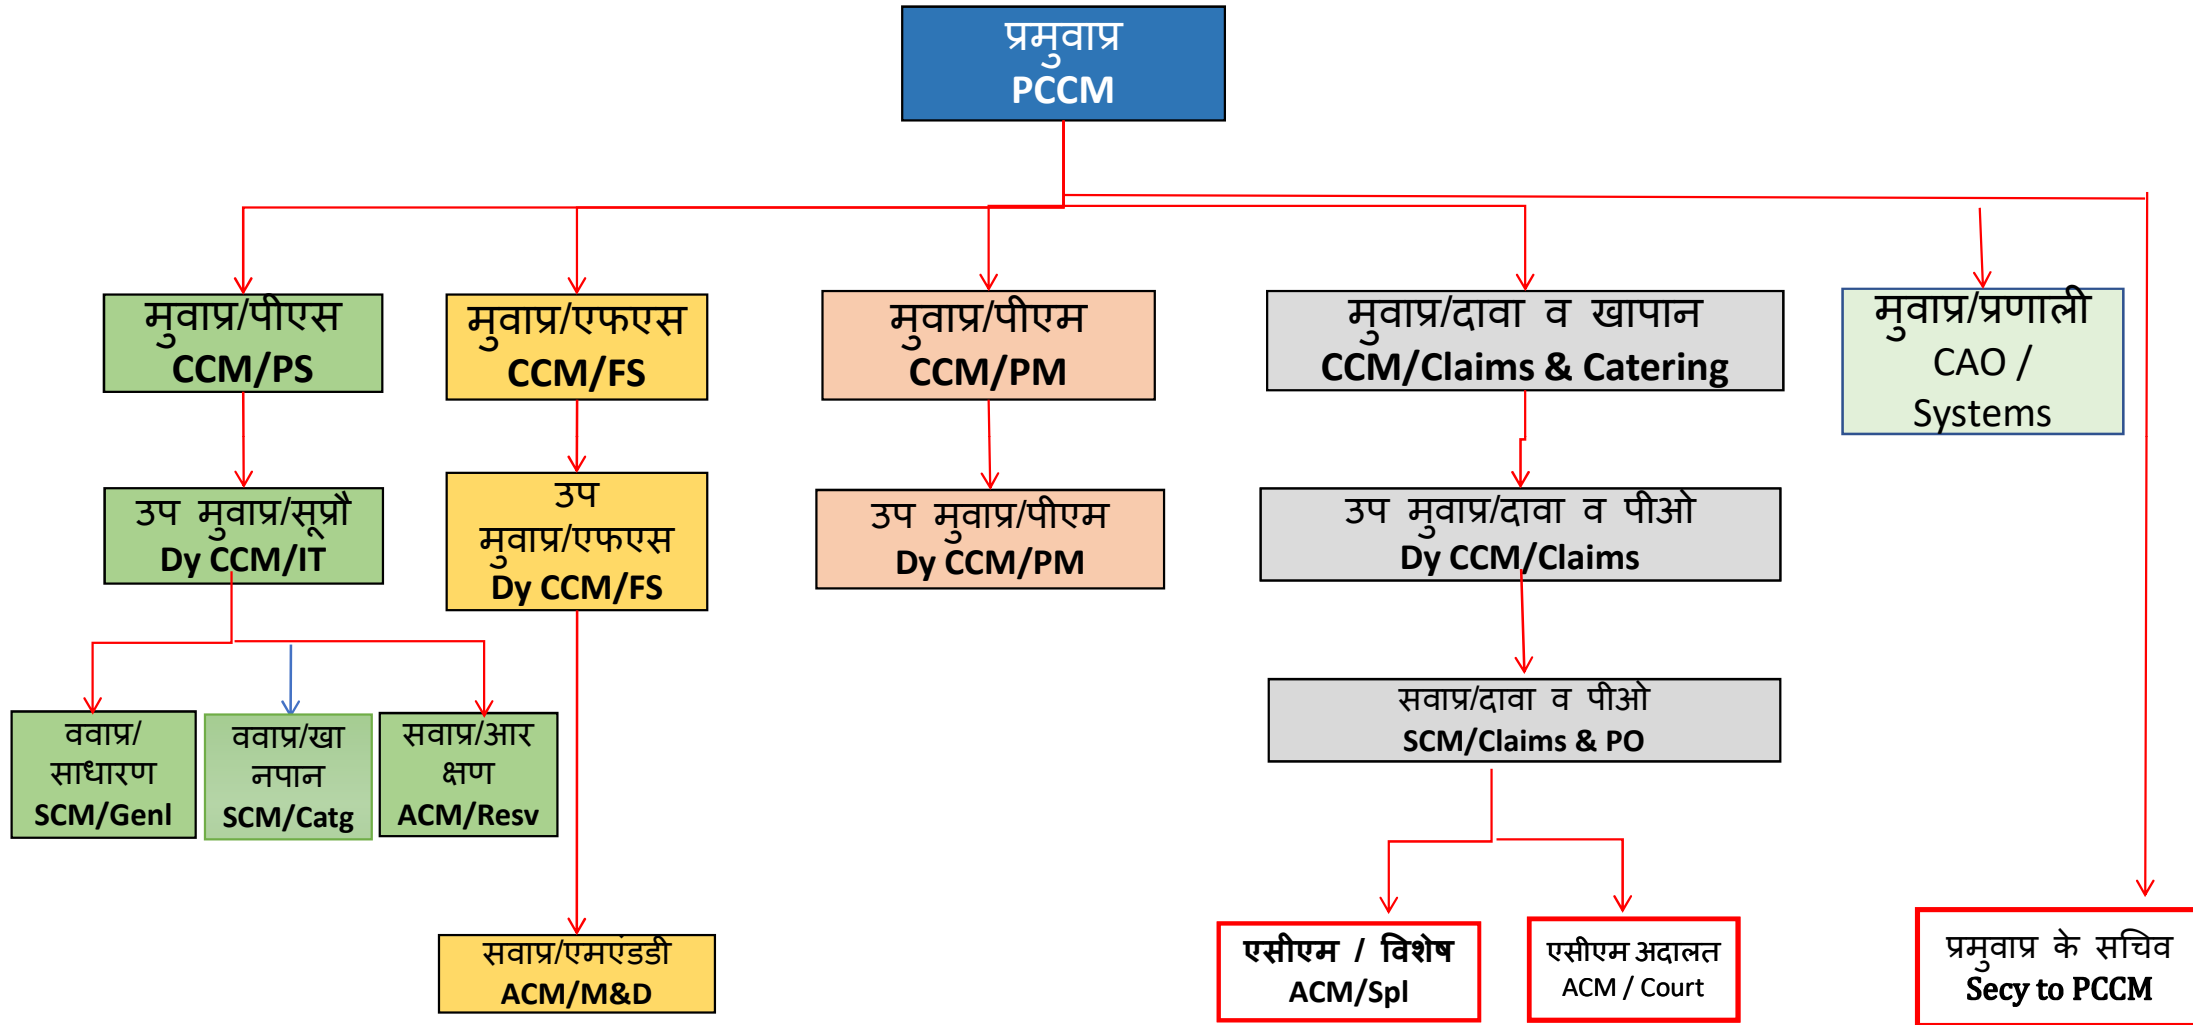 प्रमुवाप्र
PCCM
मुवाप्र/पीएस
CCM/PS
मुवाप्र/एफएस
CCM/FS
मुवाप्र/पीएम
CCM/PM
मुवाप्र/दावा व खापान
CCM/Claims & Catering
मुवाप्र/प्रणाली
CAO /
Systems
उप मुवाप्र/सूप्रौ
Dy CCM/IT
उप
मुवाप्र/एफएस
Dy CCM/FS
उप मुवाप्र/पीएम
Dy CCM/PM
उप मुवाप्र/दावा व पीओ
Dy CCM/Claims
सवाप्र/दावा व पीओ
SCM/Claims & PO
ववाप्र/
साधारण
SCM/Genl
ववाप्र/खा
नपान
SCM/Catg
सवाप्र/आर
क्षण
ACM/Resv
सवाप्र/एमएंडडी
ACM/M&D
एसीएम / विशेष
ACM/Spl
एसीएम अदालत
ACM / Court
प्रमुवाप्र के सचिव
Secy to PCCM